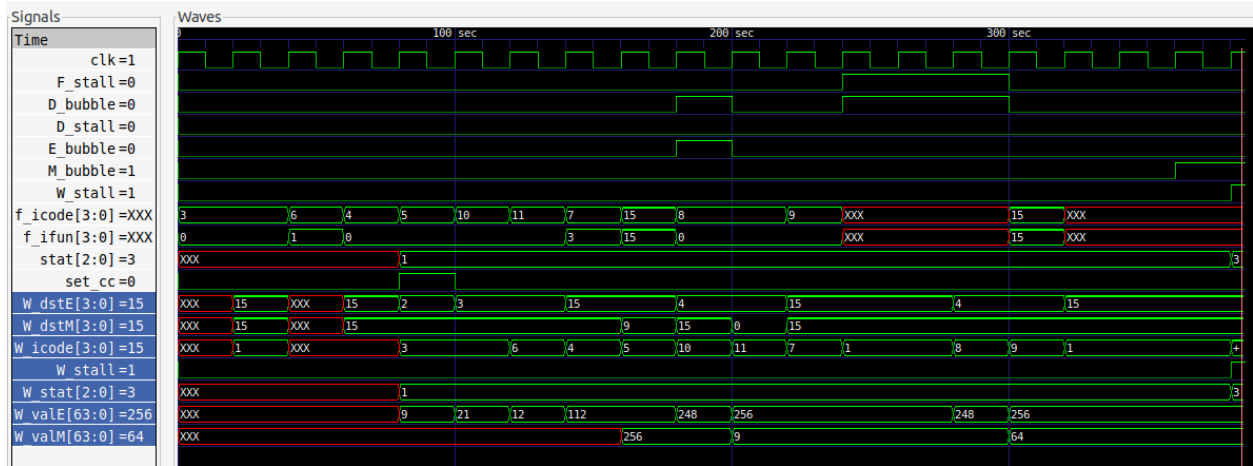 Signals Waves
Time 0 100 sec 200 sec 300 sec
clk=1
F_stall=0
D_bubble=0
D_stall=0
E_bubble=0
M_bubble=1
W_stall=1
f_icode[3:0]=XXX 3 6 4 5 10 11 7 15 8 9 XXX 15 XXX
f_ifun[3:0]=XXX 0 1 0 3 15 0 XXX 15 XXX
stat[2:0]=3 XXX 1 3
set_cc=0
W_dstE[3:0]=15 XXX 15 XXX 15 2 3 15 4 15 4 15
W_dstM[3:0]=15 XXX 15 XXX 15 9 15 0 15
W_icode[3:0]=15 XXX 1 XXX 3 6 4 5 10 11 7 1 8 9 1 +
W_stall=1
W_stat[2:0]=3 XXX 1 3
W_valE[63:0]=256 XXX 9 21 12 112 248 256 248 256
W_valM[63:0]=64 XXX 256 9 64